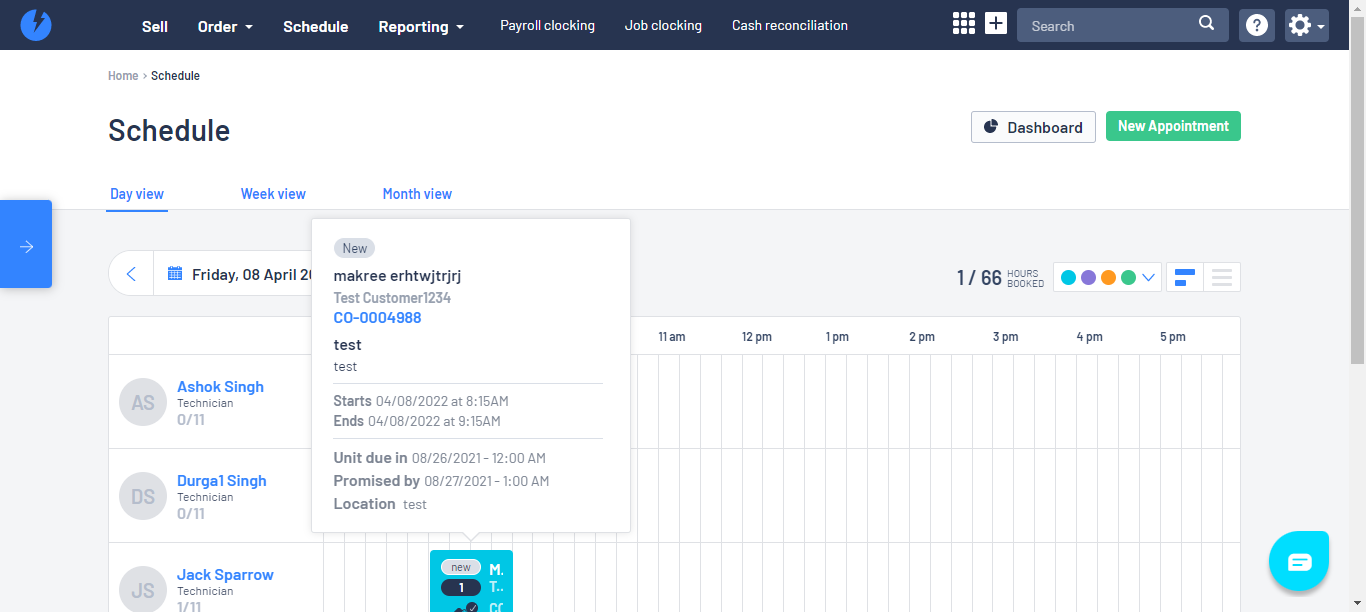 Sell Order Schedule Reporting Payroll clocking Job clocking Cash reconciliation Search
Home › Schedule
Schedule
Dashboard New Appointment
Day view Week view Month view
New
makree erhtwjtrjrj
Test Customer1234
CO-0004988
test
test
Starts 04/08/2022 at 8:15AM
Ends 04/08/2022 at 9:15AM
Unit due in 08/26/2021 - 12:00 AM
Promised by 08/27/2021 - 1:00 AM
Location test
Friday, 08 April 20
1 / 66 HOURS
BOOKED
11 am 12 pm 1 pm 2 pm 3 pm 4 pm 5 pm
AS Ashok Singh
Technician
0/11
DS Durga1 Singh
Technician
0/11
JS Jack Sparrow
Technician
1/11
new M..
1 T...
CO